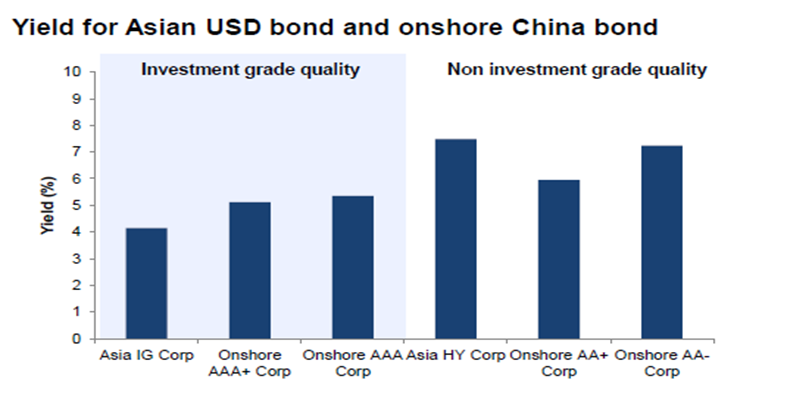 Yield for Asian USD bond and onshore China bond
Investment grade quality
Non investment grade quality
Yield (%)
10
9
8
7
6
5
4
3
2
1
0
Asia IG Corp
Onshore
AAA+ Corp
Onshore AAA
Corp
Asia HY Corp
Onshore AA+
Corp
Onshore AA-
Corp